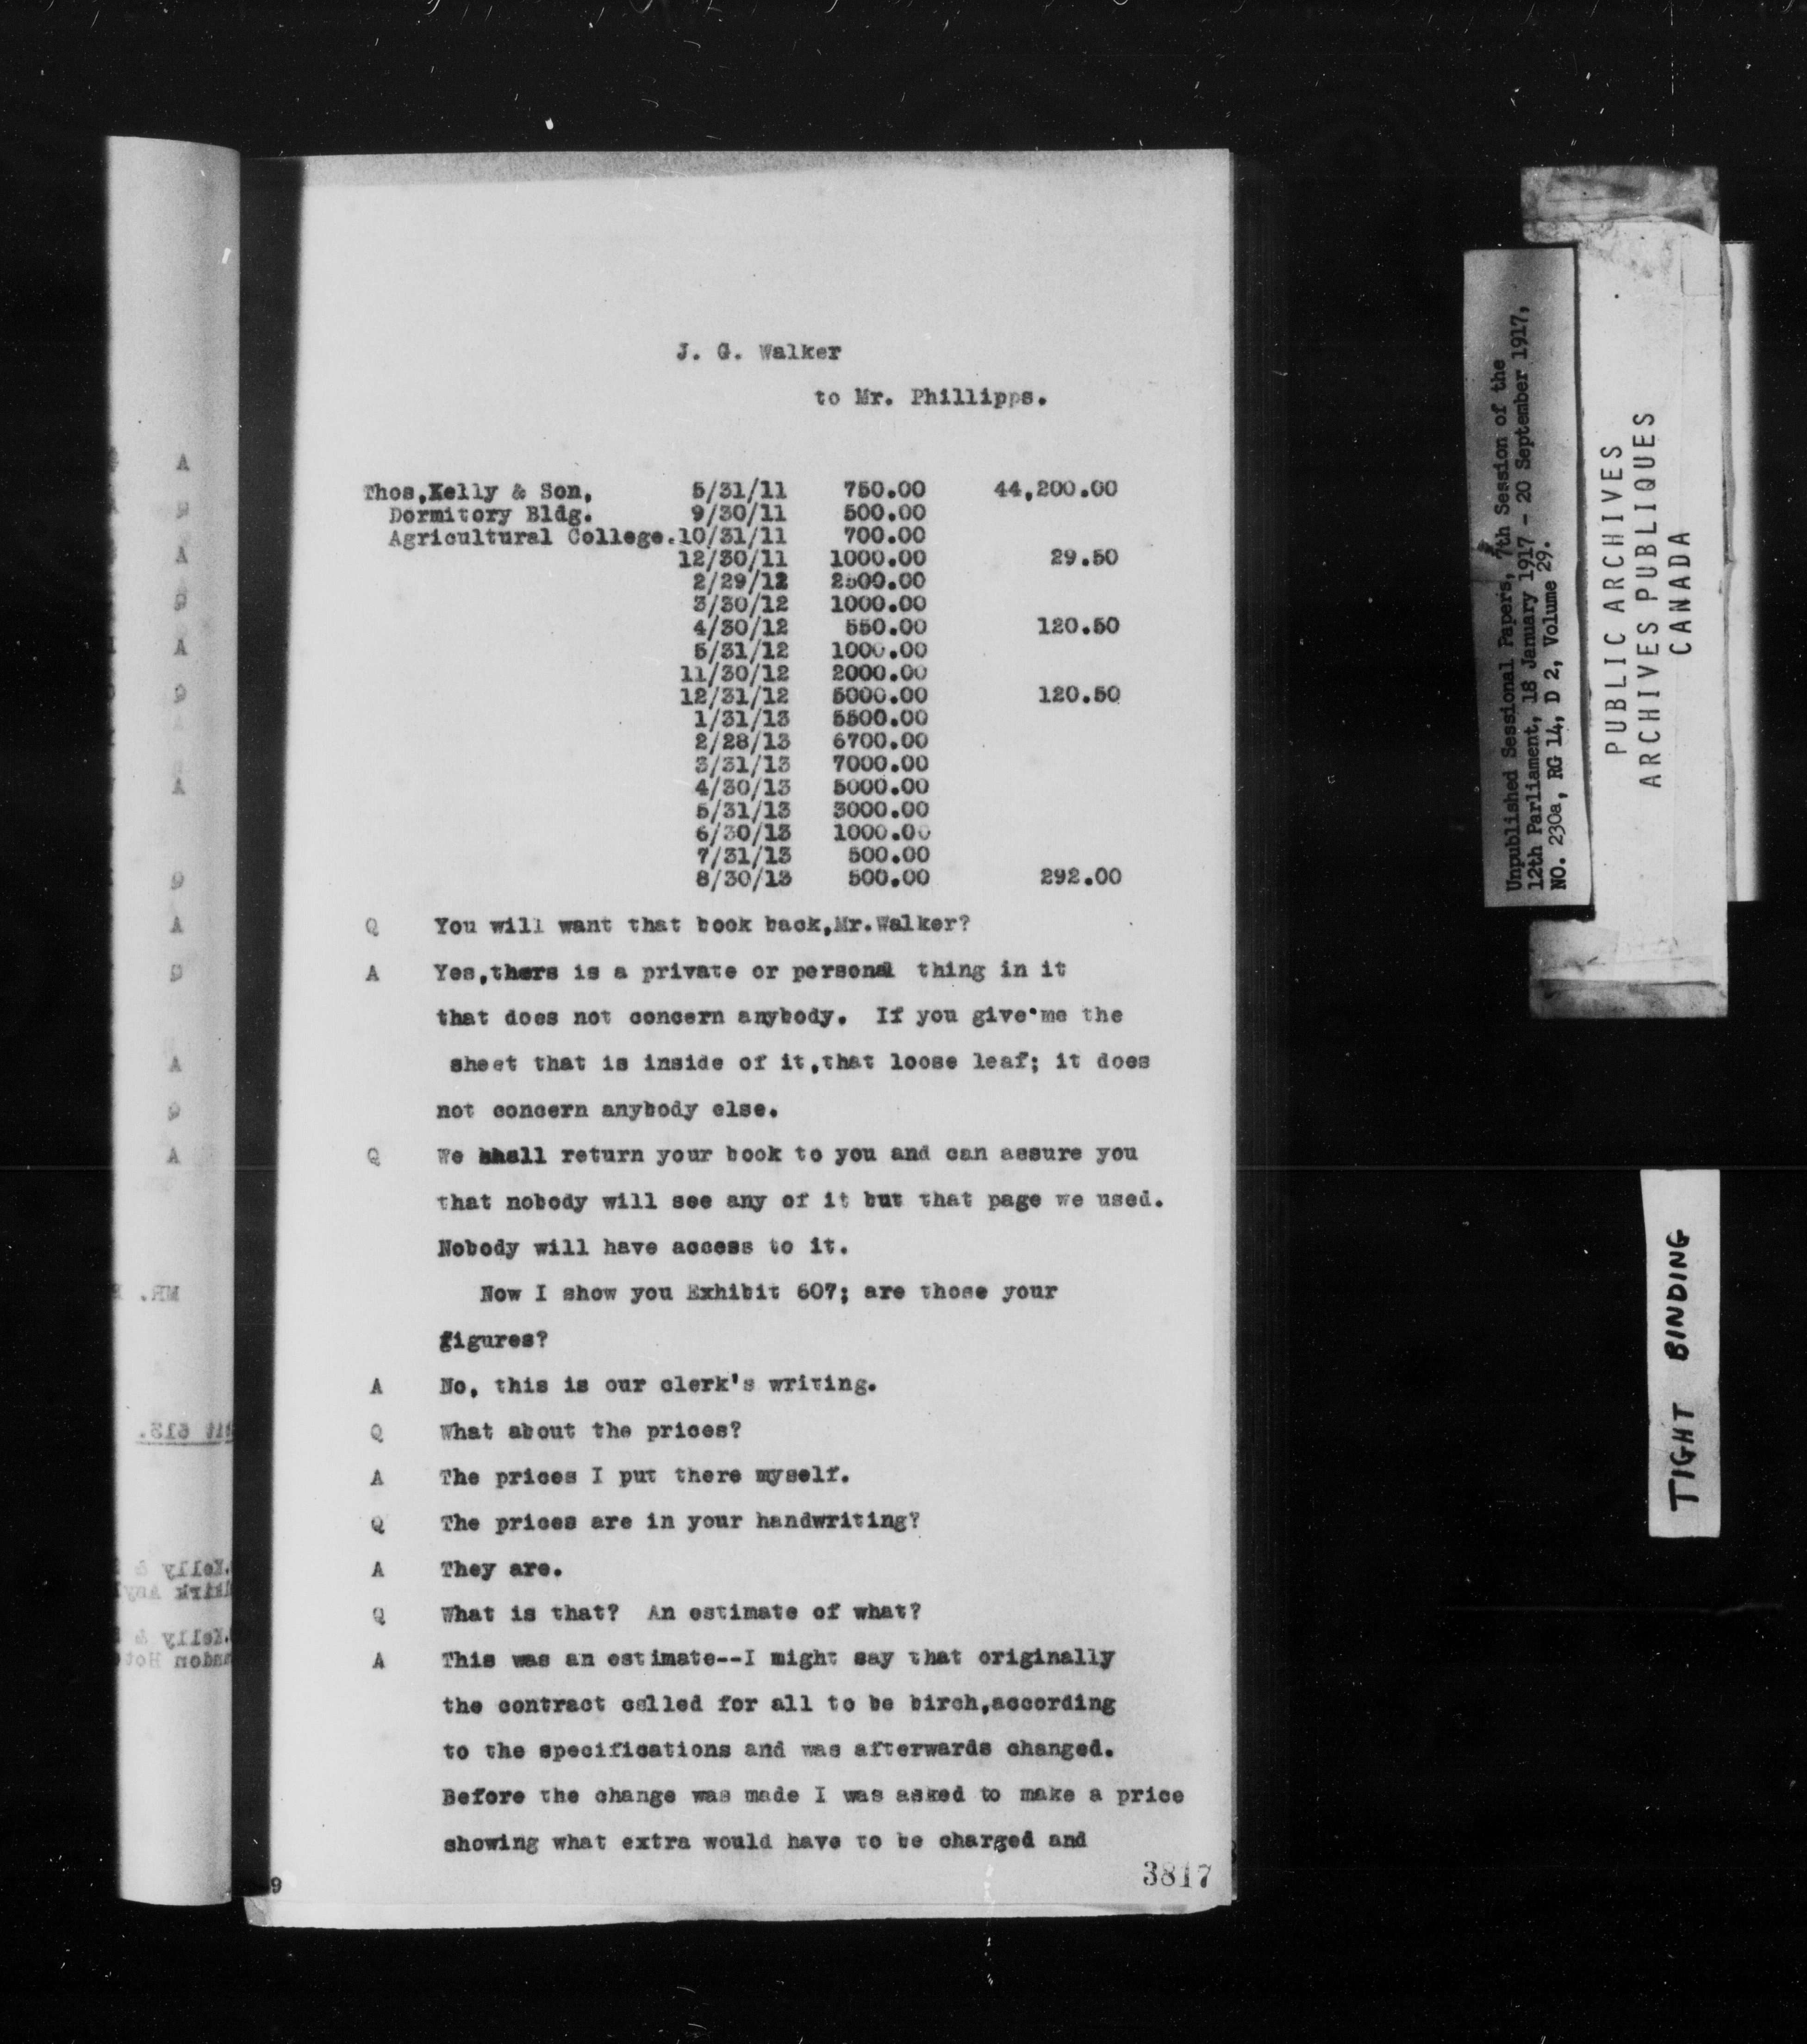 J. G. Walker
to Mr. Phillipps.
Thos,Kelly & Son, 5/31/11 750.00 44,200.00
Dormitory Bldg. 9/30/11 500.00
Agricultural College.10/31/11 700.00
12/30/11 1000.00 29.50
2/29/12 2500.00
3/30/12 1000.00
4/30/12 550.00 120.50
5/31/12 1000.00
11/30/12 2000.00
12/31/12 5000.00 120.50
1/31/13 5500.00
2/28/13 6700.00
3/31/13 7000.00
4/30/13 5000.00
5/31/13 3000.00
6/30/13 1000.00
7/31/13 500.00
8/30/13 500.00 292.00
Q You will want that book back,Mr.Walker?
A Yes,thers is a private or personal thing in it
that does not concern anybody. If you give me the
sheet that is inside of it,that loose leaf; it does
not concern anybody else.
Q We shall return your book to you and can assure you
that nobody will see any of it but that page we used.
Nobody will have access to it.
Now I show you Exhibit 607; are those your
figures?
A No, this is our clerk's writing.
Q What about the prices?
A The prices I put there myself.
Q The prices are in your handwriting?
A They are.
Q What is that? An estimate of what?
A This was an estimate--I might say that originally
the contract called for all to be birch,according
to the specifications and was afterwards changed.
Before the change was made I was asked to make a price
showing what extra would have to be charged and
3817
9
Unpublished Sessional Papers, 7th Session of the
12th Parliament, 18 January 1917 - 20 September 1917,
NO. 230a, RG 14, D 2, Volume 29.
PUBLIC ARCHIVES
ARCHIVES PUBLIQUES
CANADA
TIGHT BINDING